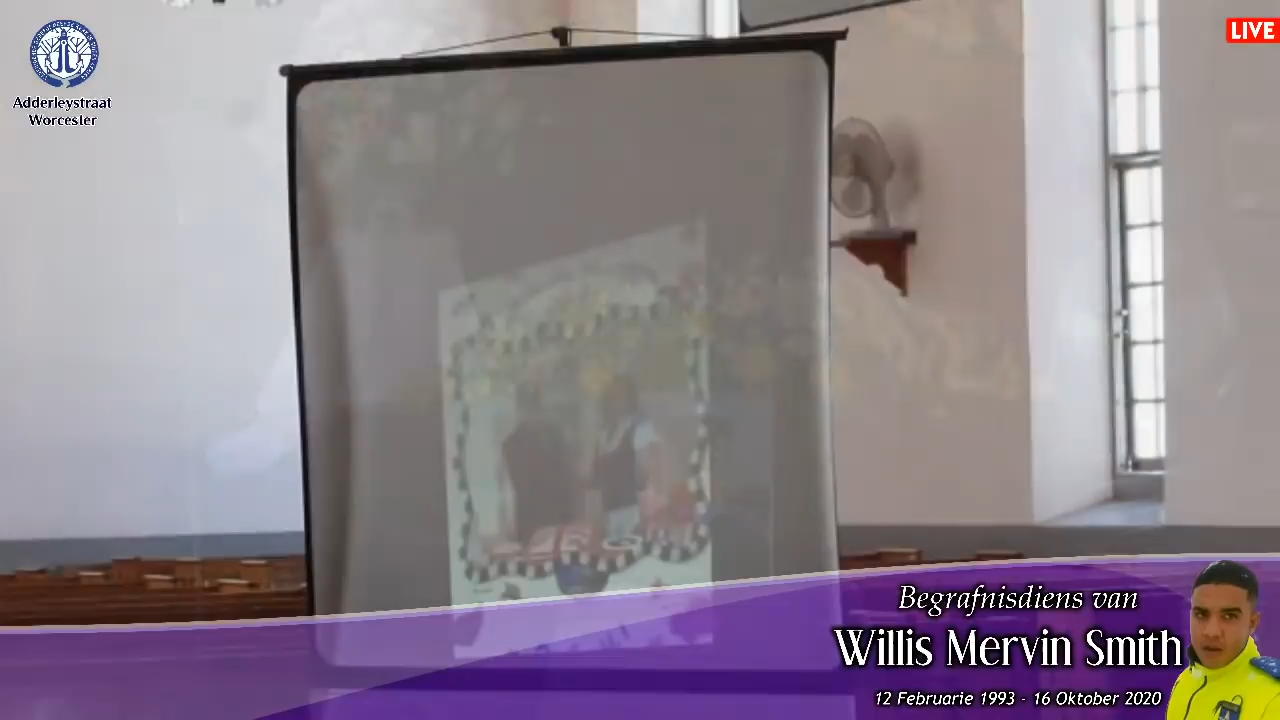 LIVE
Adderleystraat
Worcester
Begrafnisdiens van
Willis Mervin Smith
12 Februarie 1993 - 16 Oktober 2020